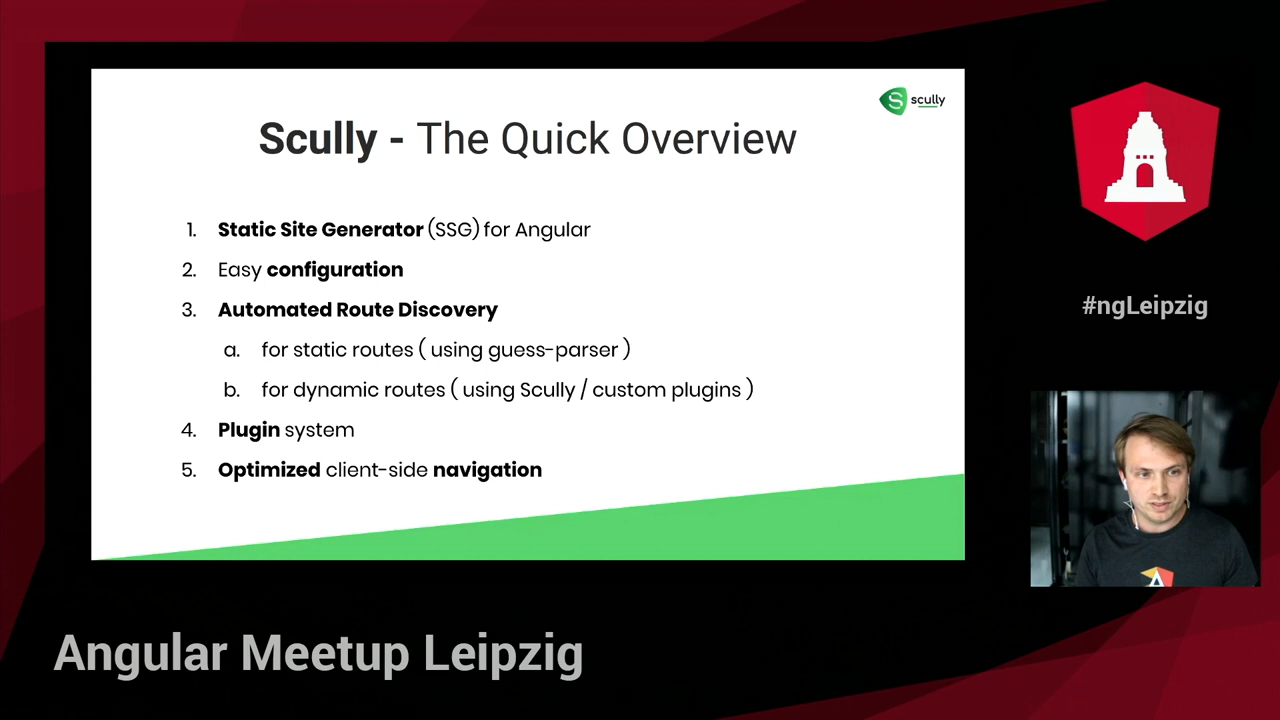 scully
Scully - The Quick Overview
1. Static Site Generator (SSG) for Angular
2. Easy configuration
3. Automated Route Discovery
a. for static routes ( using guess-parser )
b. for dynamic routes ( using Scully / custom plugins )
4. Plugin system
5. Optimized client-side navigation
#ngLeipzig
Angular Meetup Leipzig